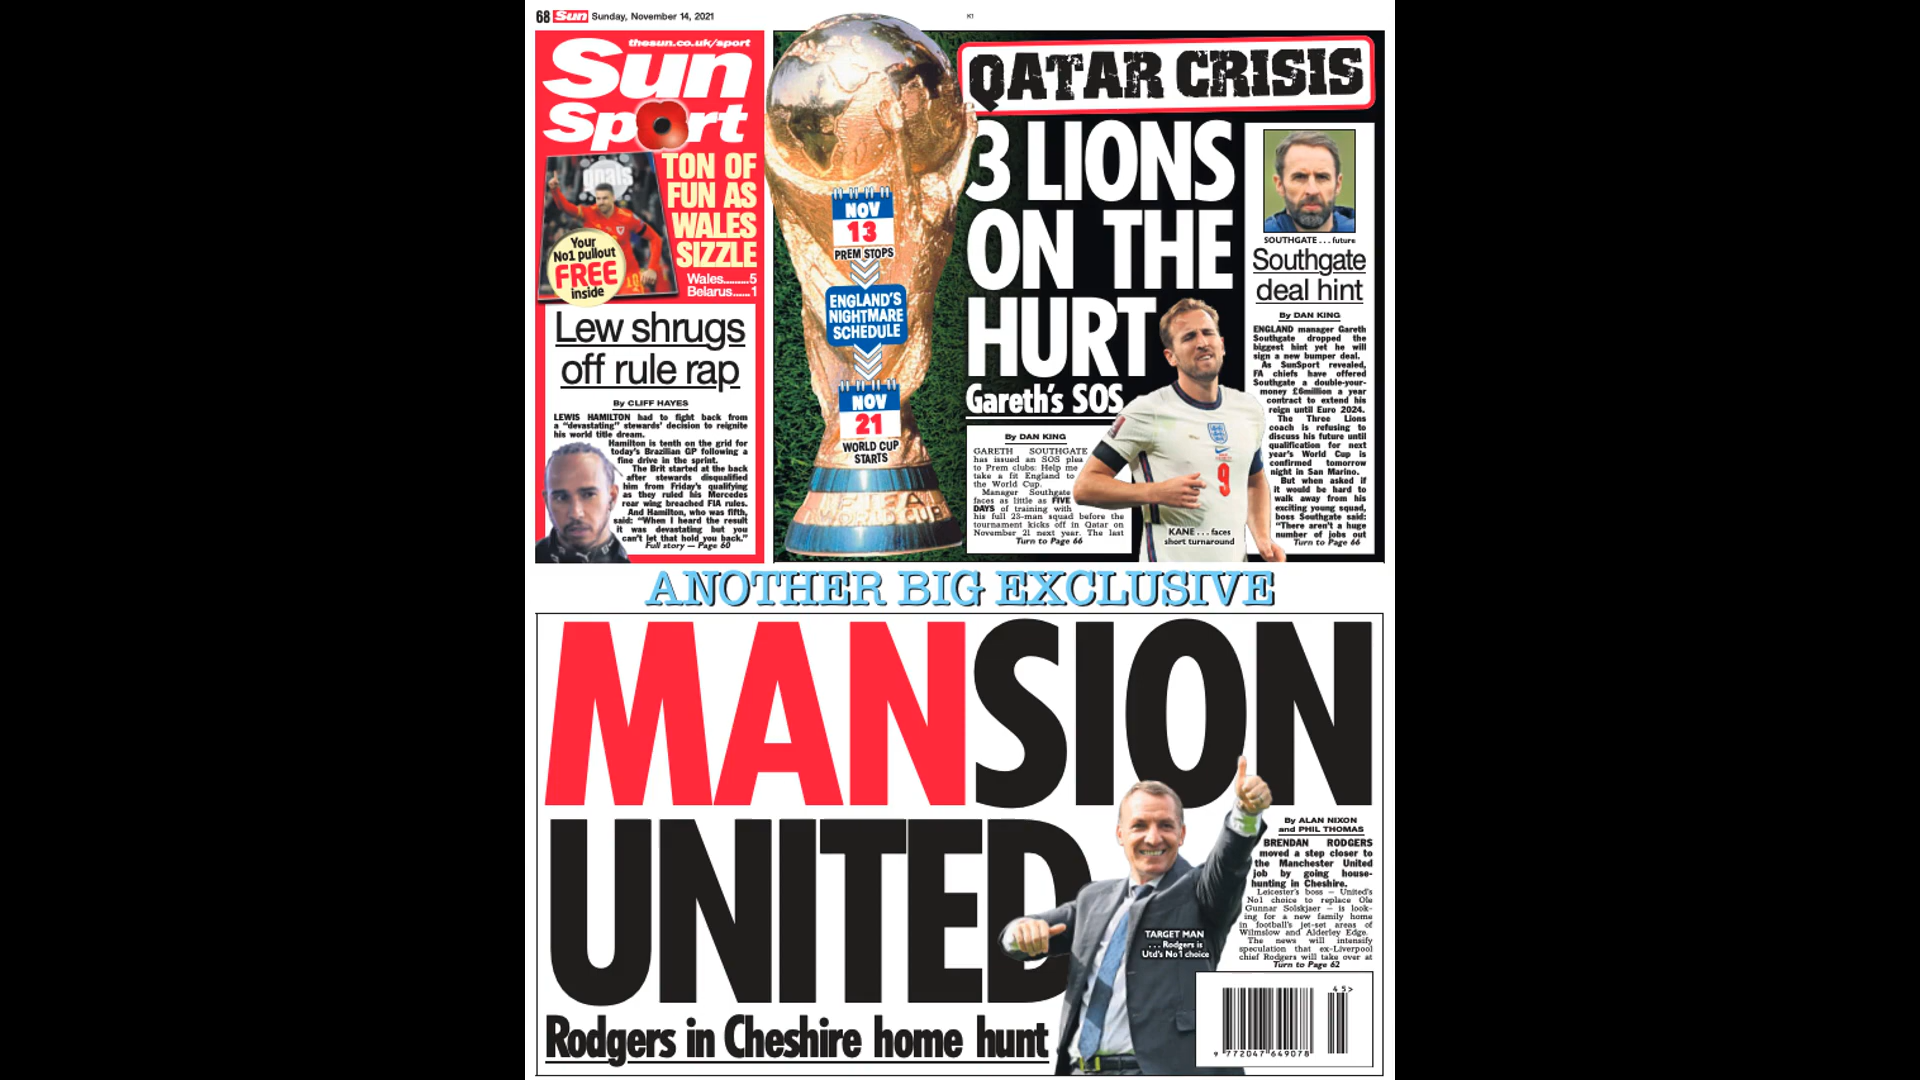 68 Sun Sunday, November 14, 2021
K1
thesun.co.uk/sport
Sun
Sport
goals
TON OF
FUN AS
WALES
SIZZLE
Wales.........5
Belarus......1
Your
No1 pullout
FREE
inside
Lew shrugs
off rule rap
By CLIFF HAYES
LEWIS HAMILTON had to fight back from
a "devastating" stewards' decision to reignite
his world title dream.
Hamilton is tenth on the grid for
today's Brazilian GP following a
fine drive in the sprint.
The Brit started at the back
after stewards disqualified
him from Friday's qualifying
as they ruled his Mercedes
rear wing breached FIA rules.
And Hamilton, who was fifth,
said: "When I heard the result
it was devastating but you
can't let that hold you back."
Full story — Page 60
NOV
13
PREM STOPS
ENGLAND'S
NIGHTMARE
SCHEDULE
NOV
21
WORLD CUP
STARTS
QATAR CRISIS
3 LIONS
ON THE
HURT
Gareth's SOS
By DAN KING
GARETH SOUTHGATE
has issued an SOS plea
to Prem clubs: Help me
take a fit England to
the World Cup.
Manager Southgate
faces as little as FIVE
DAYS of training with
his full 23-man squad before the
tournament kicks off in Qatar on
November 21 next year. The last
Turn to Page 66
KANE . . . faces
short turnaround
9
SOUTHGATE . . . future
Southgate
deal hint
By DAN KING
ENGLAND manager Gareth
Southgate dropped the
biggest hint yet he will
sign a new bumper deal.
As SunSport revealed,
FA chiefs have offered
Southgate a double-your-
money £6million a year
contract to extend his
reign until Euro 2024.
The Three Lions
coach is refusing to
discuss his future until
qualification for next
year's World Cup is
confirmed tomorrow
night in San Marino.
But when asked if
it would be hard to
walk away from his
exciting young squad,
boss Southgate said:
"There aren't a huge
number of jobs out
Turn to Page 66
ANOTHER BIG EXCLUSIVE
MANSION
UNITED
Rodgers in Cheshire home hunt
TARGET MAN
. . . Rodgers is
Utd's No1 choice
By ALAN NIXON
and PHIL THOMAS
BRENDAN RODGERS
moved a step closer to
the Manchester United
job by going house-
hunting in Cheshire.
Leicester's boss — United's
No1 choice to replace Ole
Gunnar Solskjaer — is look-
ing for a new family home
in football's jet-set areas of
Wilmslow and Alderley Edge.
The news will intensify
speculation that ex-Liverpool
chief Rodgers will take over at
Turn to Page 62
45>
9 772047 649078